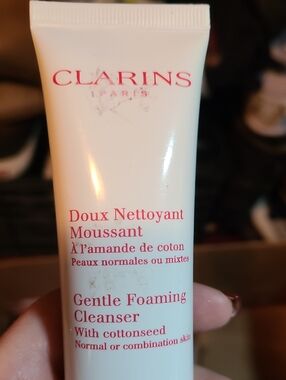 CLARINS
PARIS
Doux Nettoyant
Moussant
À l'amande de coton
Peaux normales ou mixtes
Gentle Foaming
Cleanser
With cottonseed
Normal or combination skin